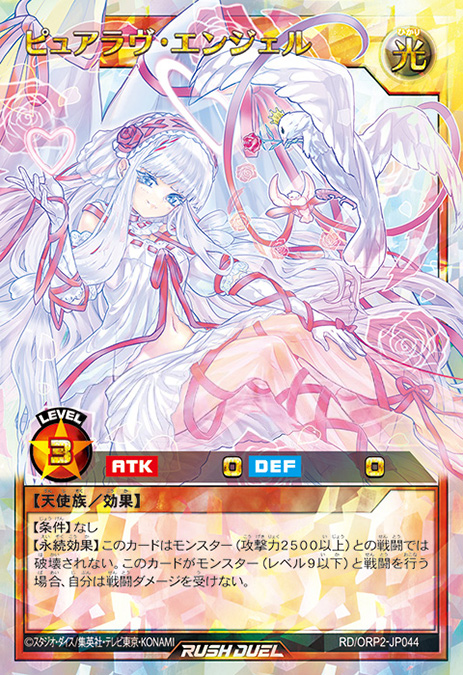 ピュアラヴ・エンジェル
ひかり
光
LEVEL
3
ATK 0 DEF 0
【天使族／効果】
【条件】なし
【永続効果】このカードはモンスター（攻撃力2500以上）との戦闘では
破壊されない。このカードがモンスター（レベル9以下）と戦闘を行う
場合、自分は戦闘ダメージを受けない。
©スタジオ・ダイス/集英社・テレビ東京・KONAMI
RUSH DUEL
RD/ORP2-JP044